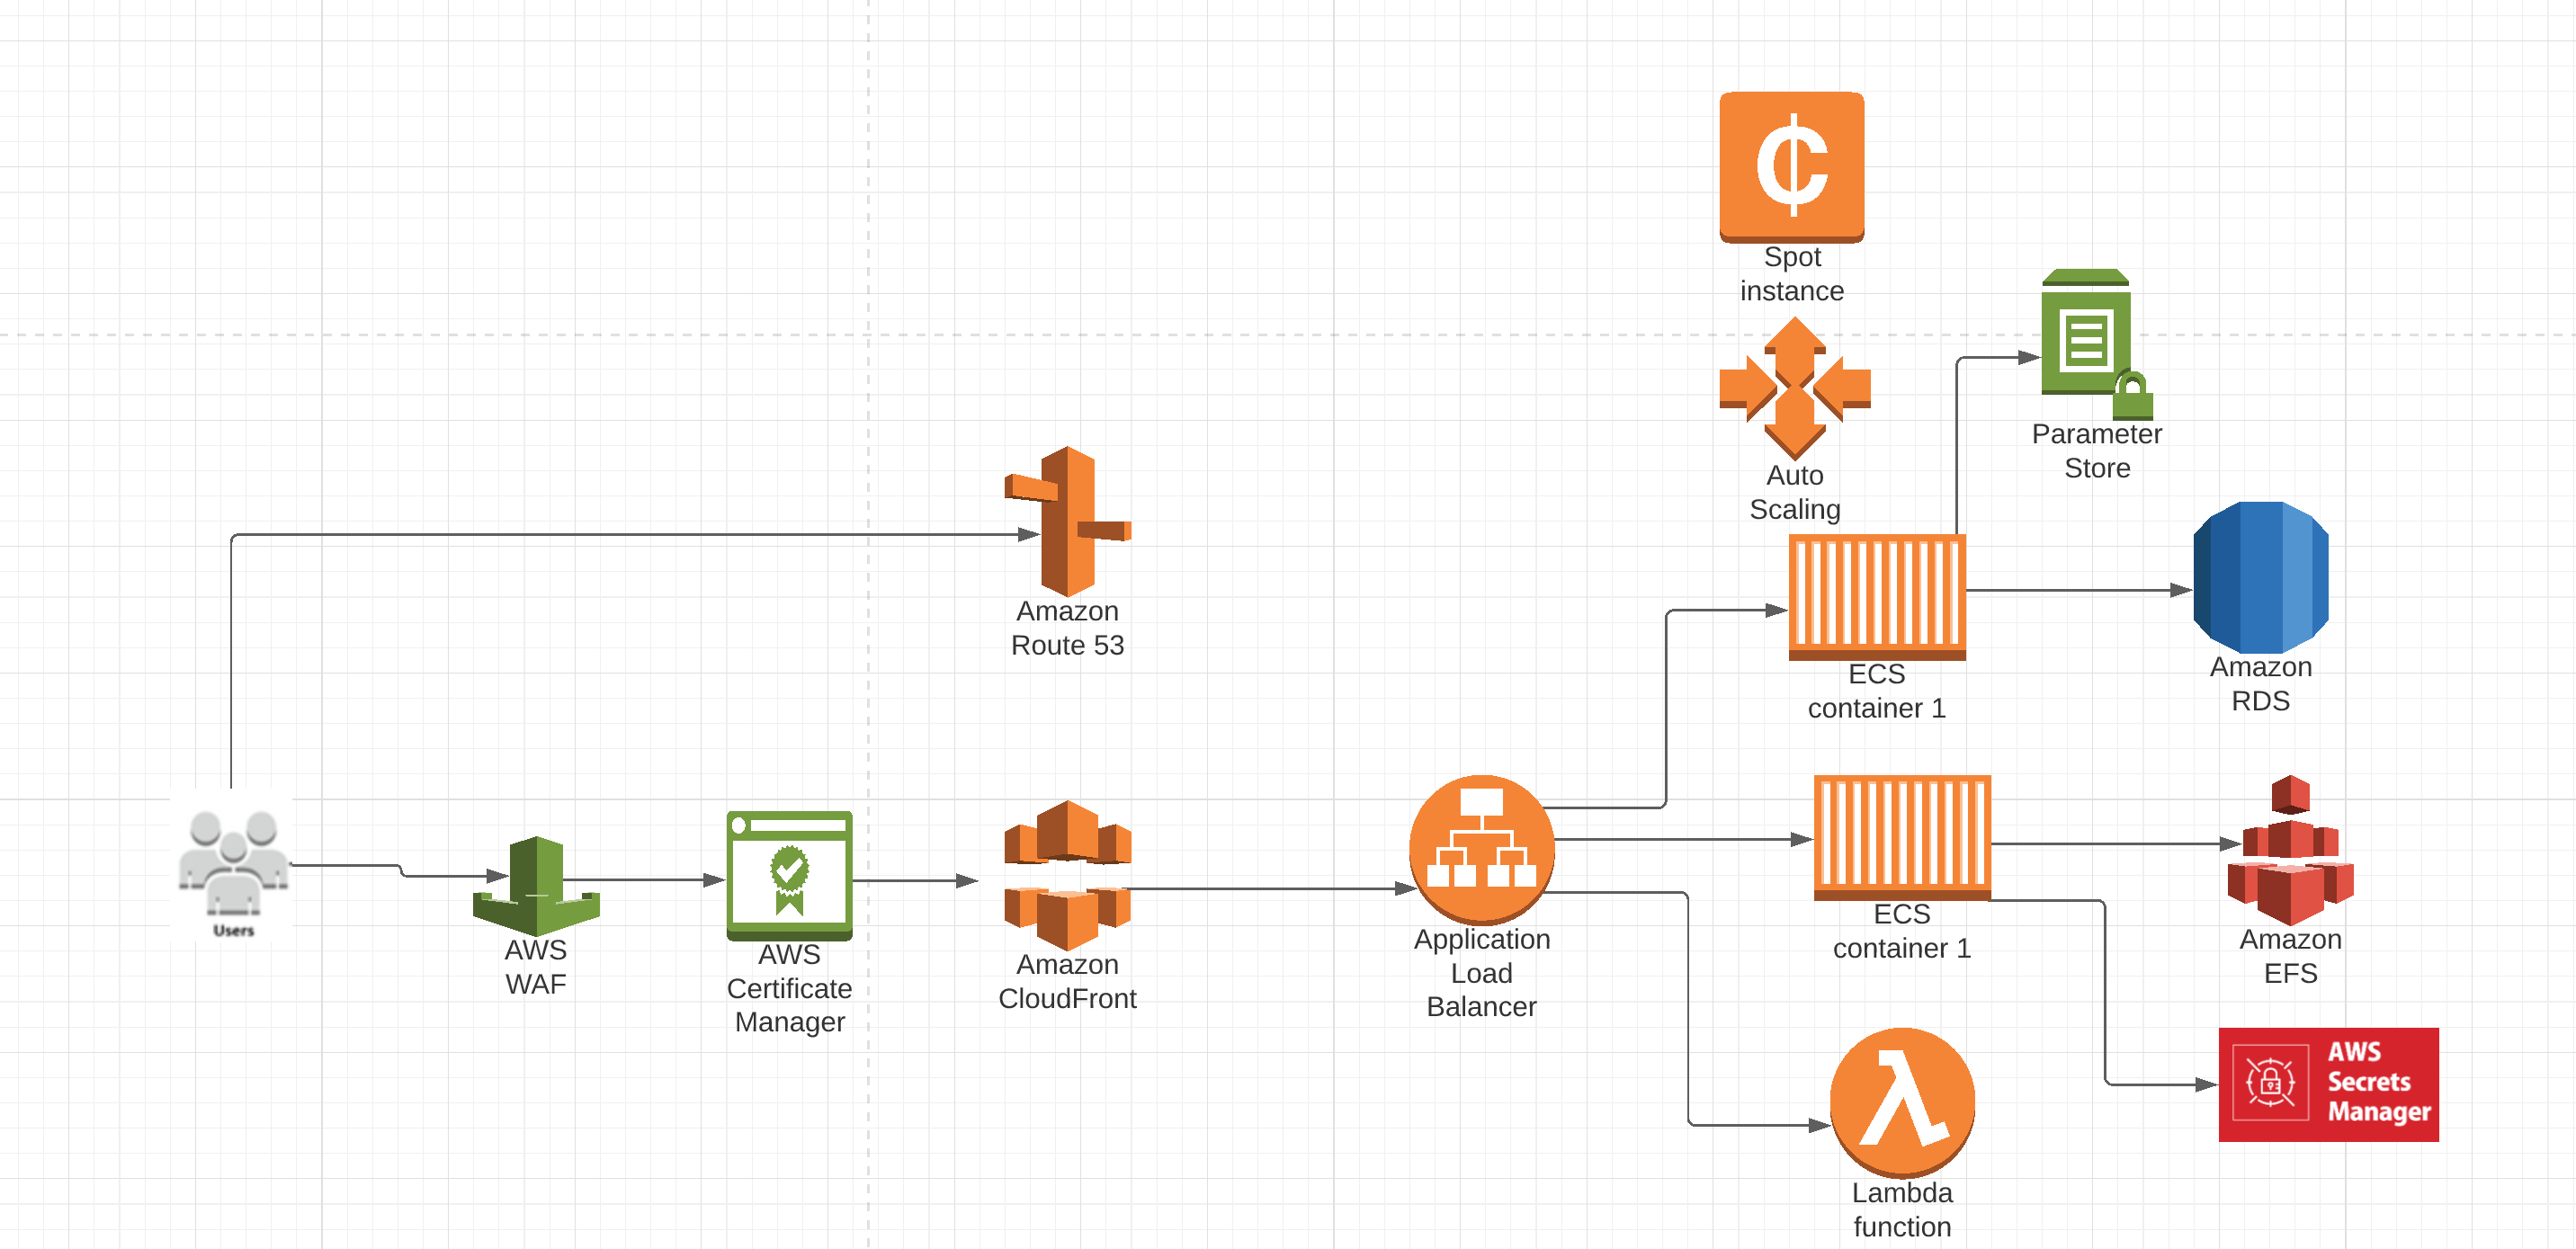 Spot
instance
Parameter
Store
Auto
Scaling
Amazon
Route 53
ECS
container 1
Amazon
RDS
Users
AWS
WAF
AWS
Certificate
Manager
Amazon
CloudFront
Application
Load
Balancer
ECS
container 1
Amazon
EFS
AWS
Secrets
Manager
Lambda
function